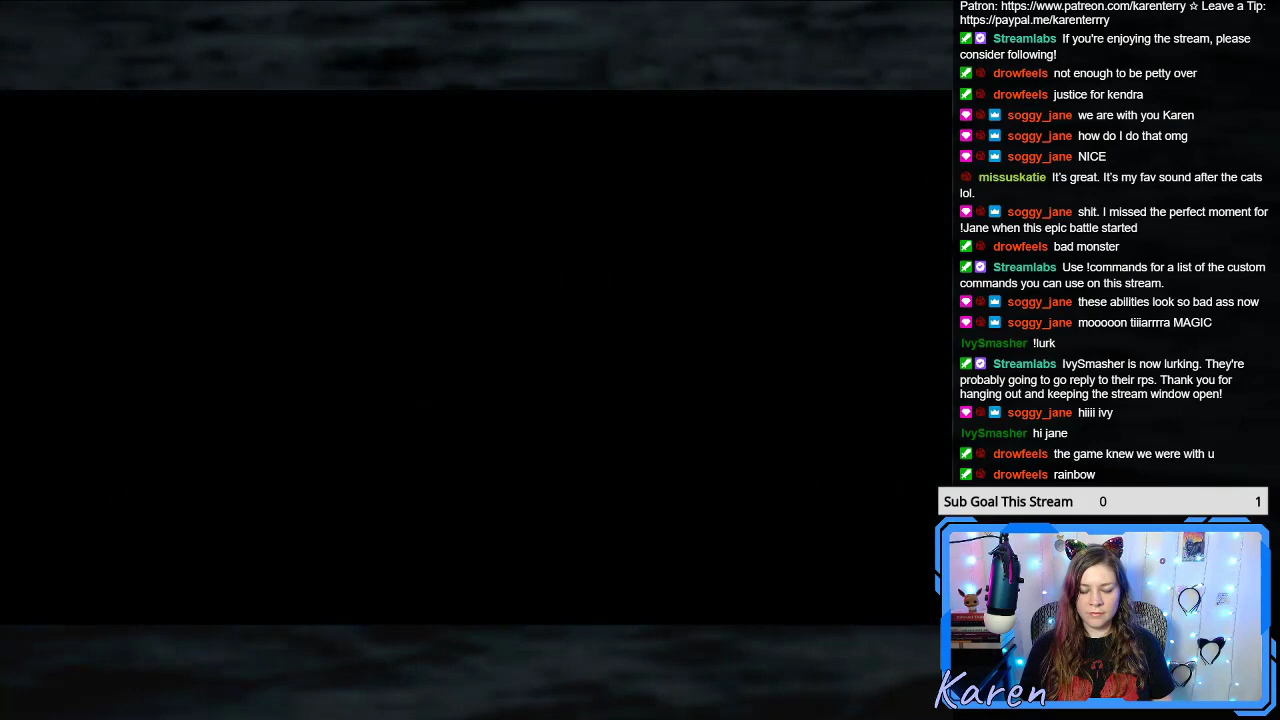 Patron: https://www.patreon.com/karenterry ☆ Leave a Tip:
https://paypal.me/karenterrry
Streamlabs If you're enjoying the stream, please
consider following!
drowfeels not enough to be petty over
drowfeels justice for kendra
soggy_jane we are with you Karen
soggy_jane how do I do that omg
soggy_jane NICE
missuskatie It's great. It's my fav sound after the cats
lol.
soggy_jane shit. I missed the perfect moment for
!Jane when this epic battle started
drowfeels bad monster
Streamlabs Use !commands for a list of the custom
commands you can use on this stream.
soggy_jane these abilities look so bad ass now
soggy_jane mooooon tiiiarrrra MAGIC
IvySmasher !lurk
Streamlabs IvySmasher is now lurking. They're
probably going to go reply to their rps. Thank you for
hanging out and keeping the stream window open!
soggy_jane hiiii ivy
IvySmasher hi jane
drowfeels the game knew we were with u
drowfeels rainbow
Sub Goal This Stream 0 1
Karen